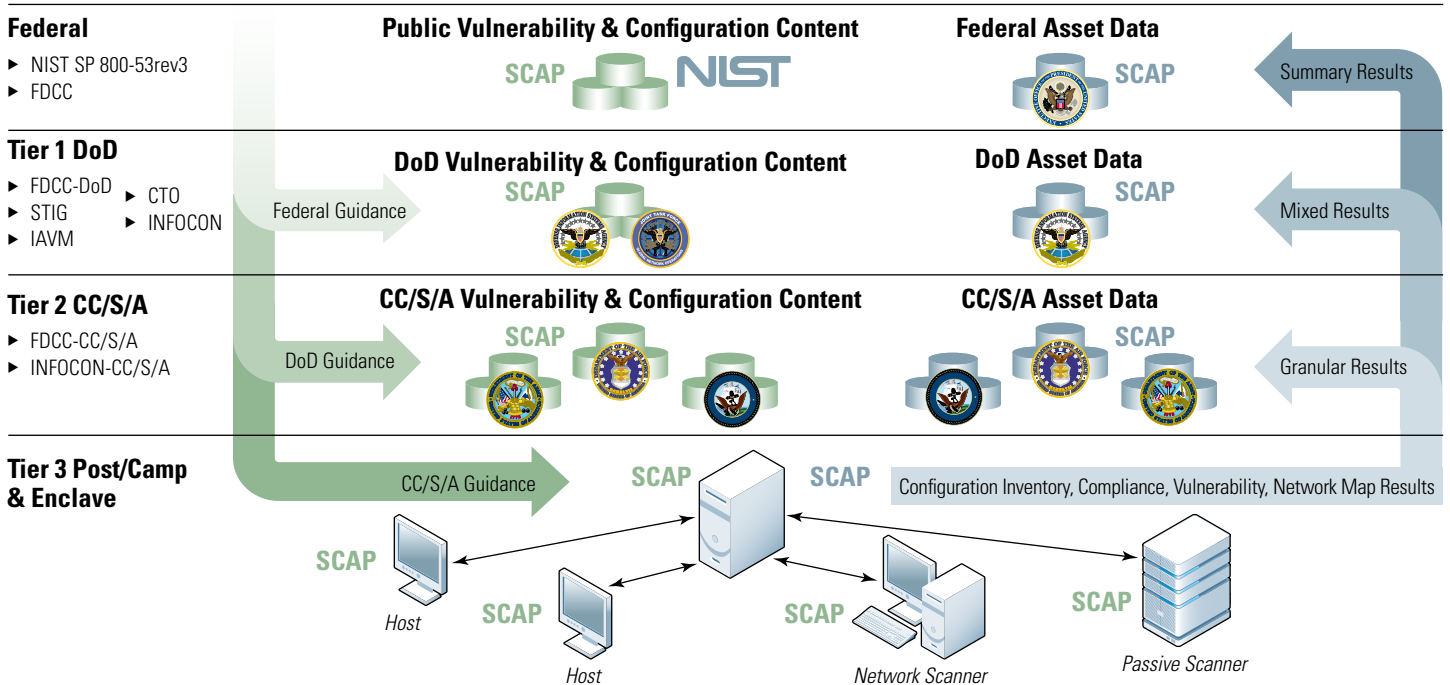 Federal
► NIST SP 800-53rev3
► FDCC
Public Vulnerability & Configuration Content
SCAP
NIST
Federal Asset Data
SCAP
Summary Results
Tier 1 DoD
► FDCC-DoD
► STIG
► IAVM
► CTO
► INFOCON
Federal Guidance
DoD Vulnerability & Configuration Content
SCAP
DoD Asset Data
SCAP
Mixed Results
Tier 2 CC/S/A
► FDCC-CC/S/A
► INFOCON-CC/S/A
DoD Guidance
CC/S/A Vulnerability & Configuration Content
SCAP
CC/S/A Asset Data
SCAP
Granular Results
Tier 3 Post/Camp
& Enclave
CC/S/A Guidance
SCAP
SCAP
Configuration Inventory, Compliance, Vulnerability, Network Map Results
SCAP
Host
SCAP
Host
SCAP
Network Scanner
SCAP
Passive Scanner